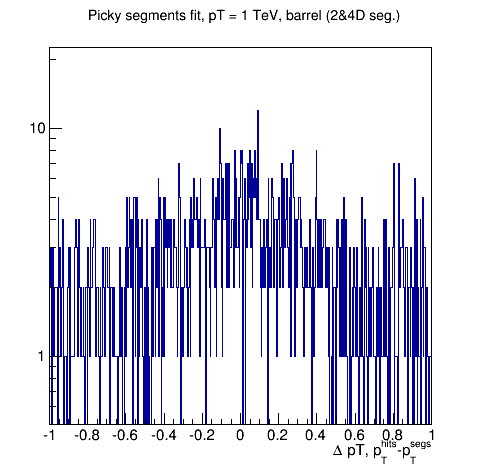 Picky segments fit, pT = 1 TeV, barrel (2&4D seg.)
10
1
-1 -0.8 -0.6 -0.4 -0.2 0 0.2 0.4 0.6 0.8 1
Δ pT, p_T^hits-p_T^segs